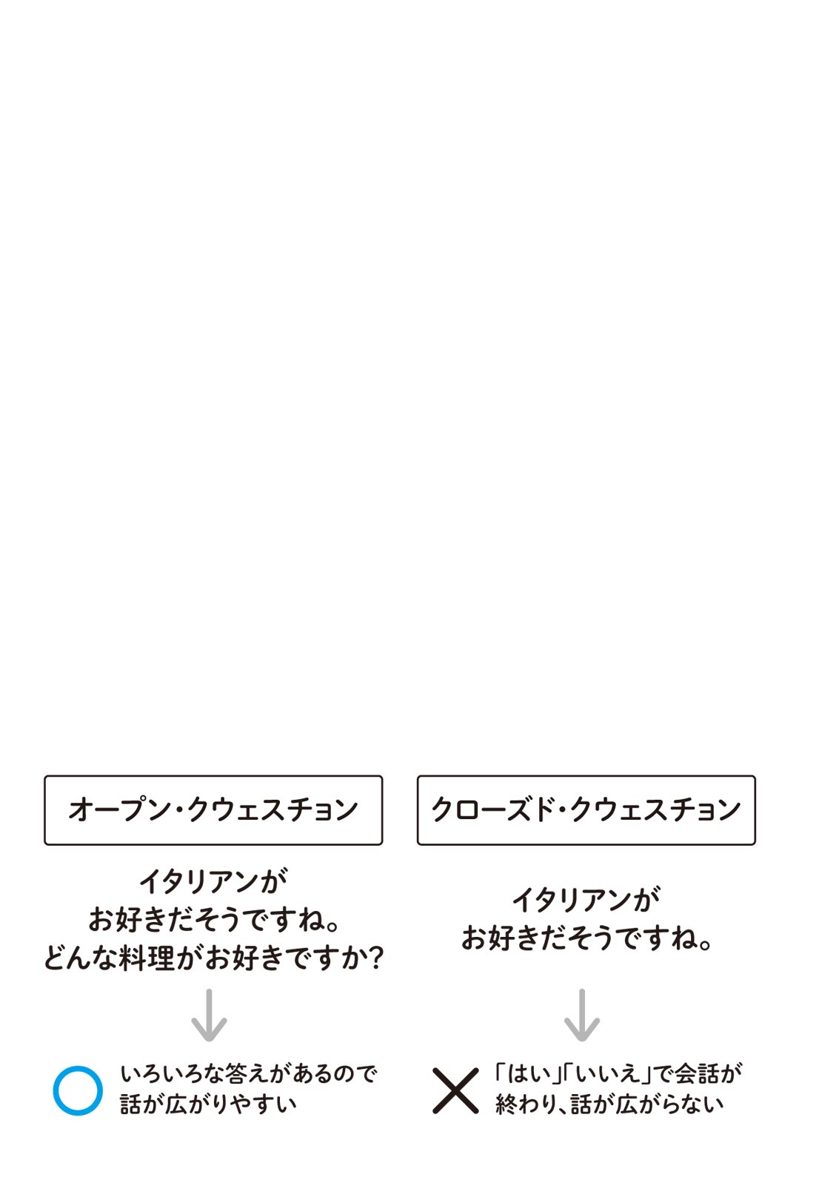 オープン・クウェスチョン
イタリアンが
お好きだそうですね。
どんな料理がお好きですか?
いろいろな答えがあるので
話が広がりやすい
クローズド・クウェスチョン
イタリアンが
お好きだそうですね。
「はい」「いいえ」で会話が
終わり、話が広がらない